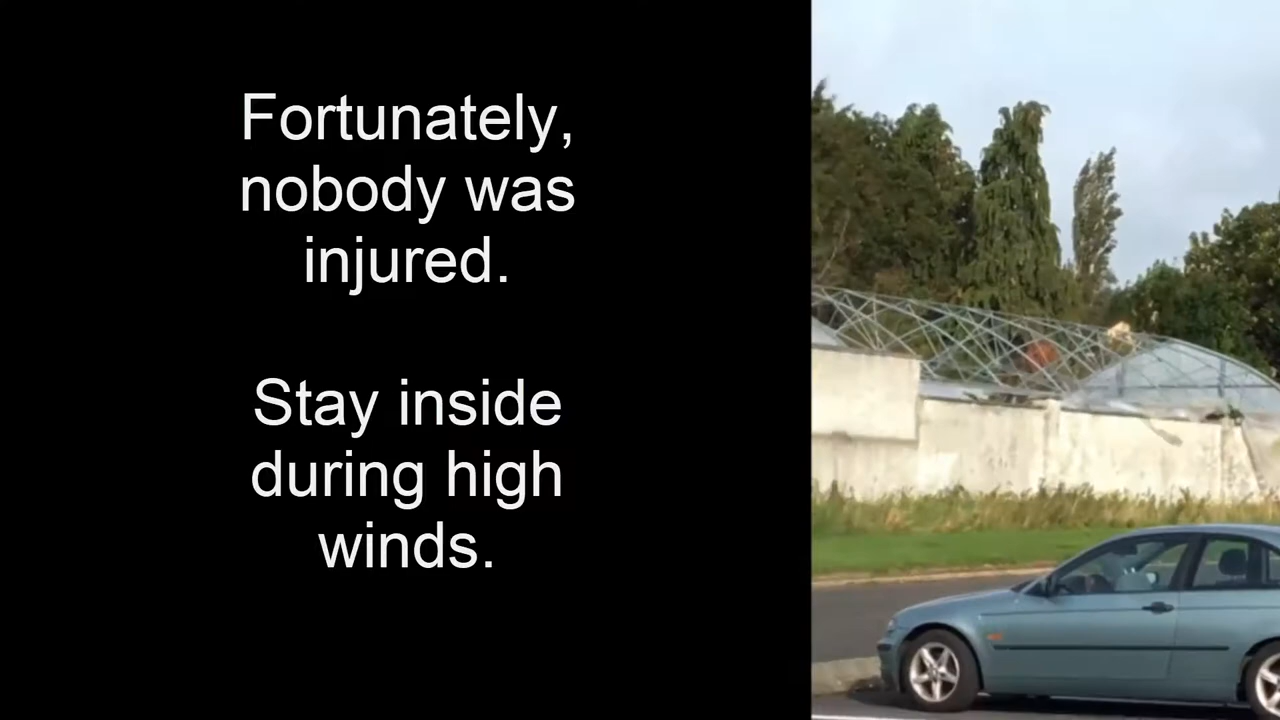 Fortunately,
nobody was
injured.
Stay inside
during high
winds.